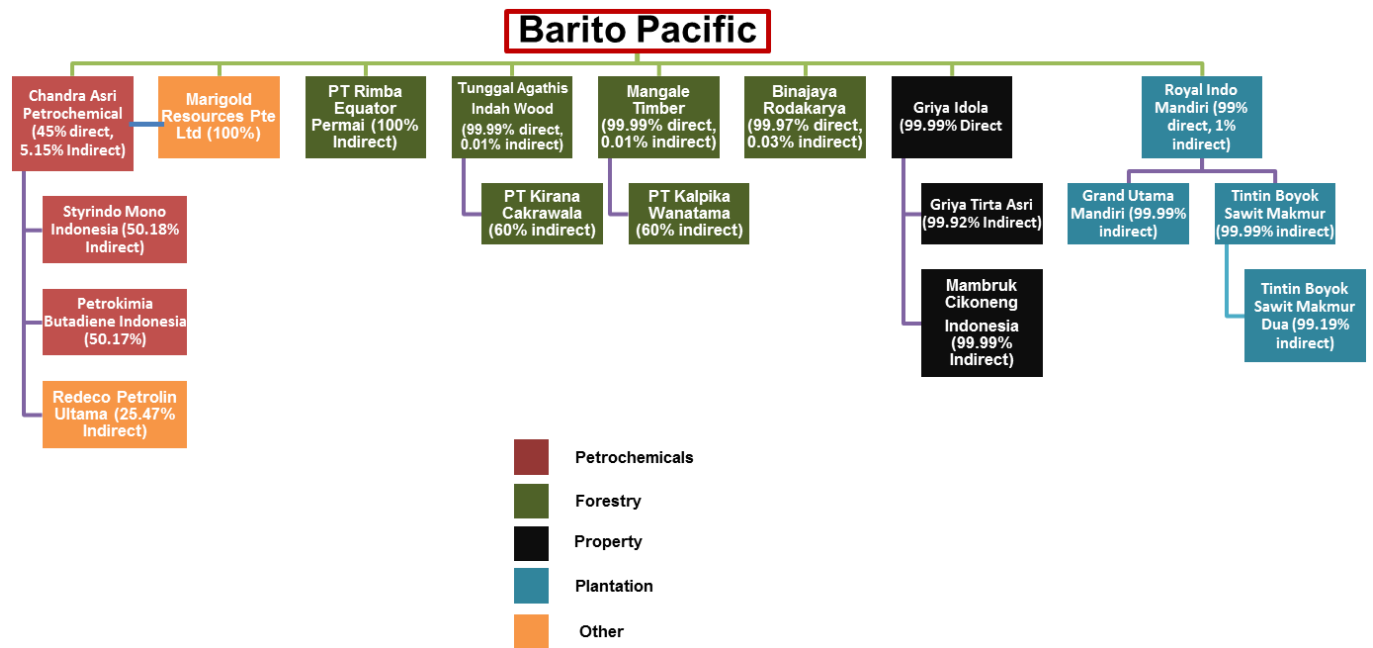 Barito Pacific
Chandra Asri
Petrochemical
(45% direct,
5.15% Indirect)
Marigold
Resources Pte
Ltd (100%)
PT Rimba
Equator
Permai (100%
Indirect)
Tunggal Agathis
Indah Wood
(99.99% direct,
0.01% indirect)
Mangale
Timber
(99.99% direct,
0.01% indirect)
Binajaya
Rodakarya
(99.97% direct,
0.03% indirect)
Griya Idola
(99.99% Direct
Royal Indo
Mandiri (99%
direct, 1%
indirect)
Styrindo Mono
Indonesia (50.18%
Indirect)
Petrokimia
Butadiene Indonesia
(50.17%)
Redeco Petrolin
Ultama (25.47%
Indirect)
PT Kirana
Cakrawala
(60% indirect)
PT Kalpika
Wanatama
(60% indirect)
Griya Tirta Asri
(99.92% Indirect)
Mambruk
Cikoneng
Indonesia
(99.99%
Indirect)
Grand Utama
Mandiri (99.99%
indirect)
Tintin Boyok
Sawit Makmur
(99.99% indirect)
Tintin Boyok
Sawit Makmur
Dua (99.19%
indirect)
Petrochemicals
Forestry
Property
Plantation
Other